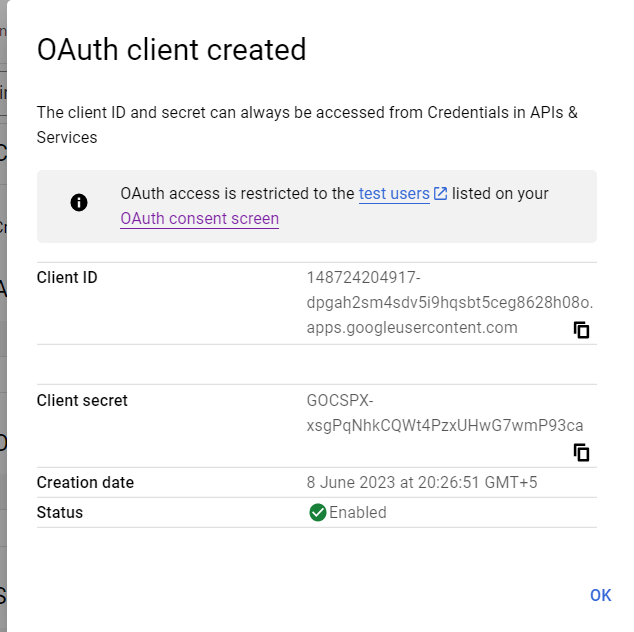 OAuth client created
The client ID and secret can always be accessed from Credentials in APIs &
Services
OAuth access is restricted to the test users listed on your
OAuth consent screen
Client ID
148724204917-
dpgah2sm4sdv5i9hqsbt5ceg8628h08o.
apps.googleusercontent.com
Client secret
GOCSPX-
xsgPqNhkCQWt4PzxUHwG7wmP93ca
Creation date
8 June 2023 at 20:26:51 GMT+5
Status
Enabled
OK